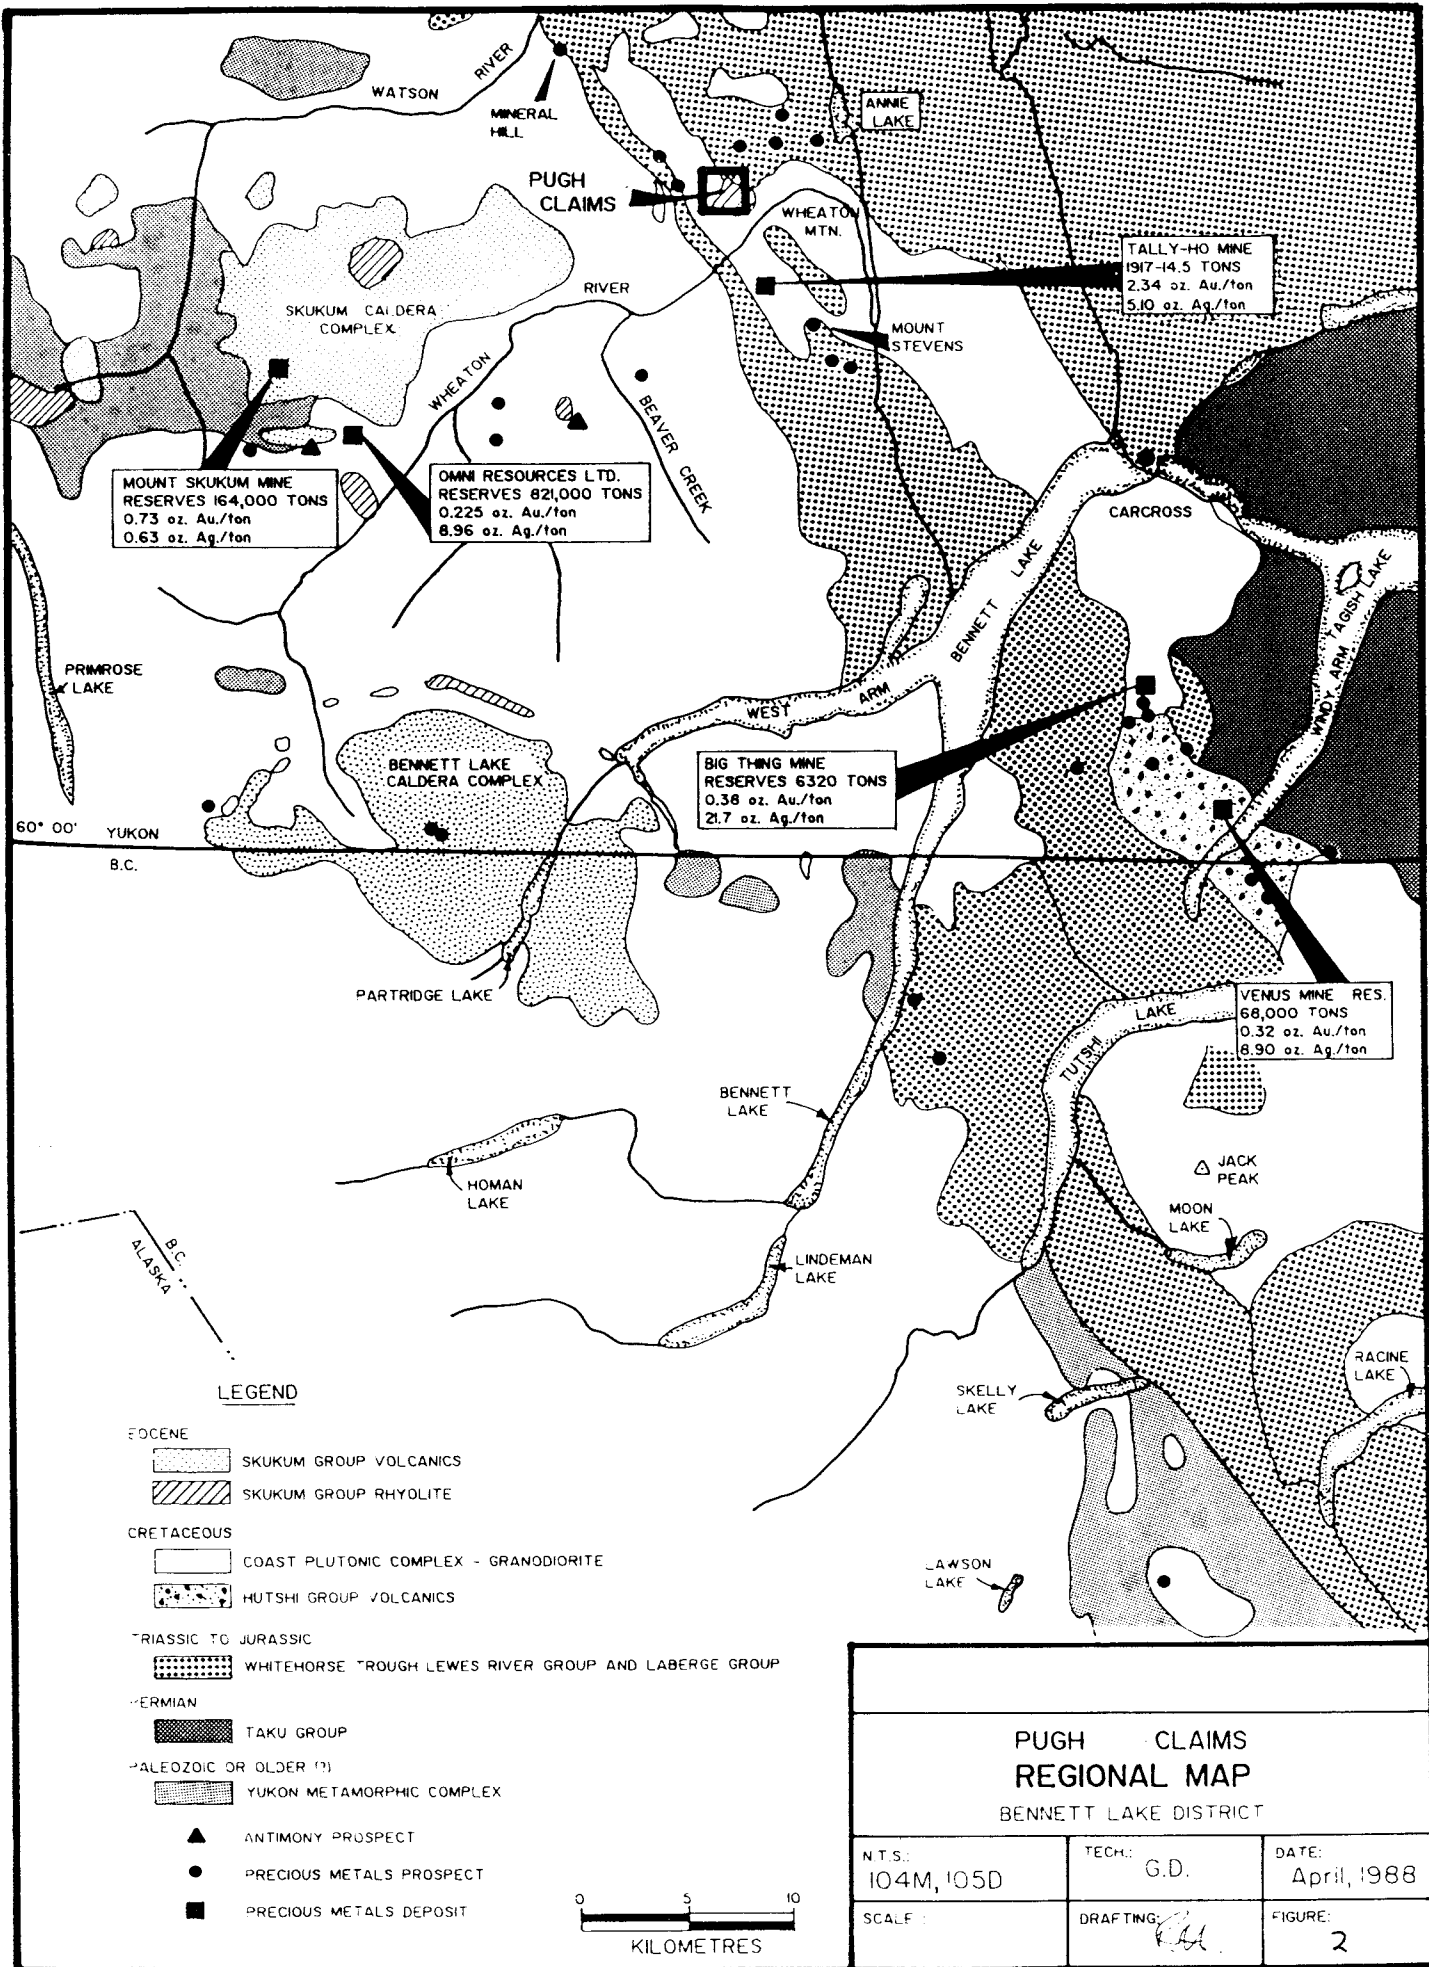 WATSON
RIVER
MINERAL
HILL
ANNIE
LAKE
PUGH
CLAIMS
WHEATON
MTN.
TALLY-HO MINE
1917-14.5 TONS
2.34 oz. Au./ton
5.10 oz. Ag./ton
SKUKUM CALDERA
COMPLEX
RIVER
WHEATON
MOUNT
STEVENS
BEAVER CREEK
MOUNT SKUKUM MINE
RESERVES 164,000 TONS
0.73 oz. Au./ton
0.63 oz. Ag./ton
OMNI RESOURCES LTD.
RESERVES 821,000 TONS
0.225 oz. Au./ton
8.96 oz. Ag./ton
CARCROSS
BENNETT LAKE
WINDY ARM TAGISH LAKE
PRIMROSE
LAKE
WEST ARM
BENNETT LAKE
CALDERA COMPLEX
BIG THING MINE
RESERVES 6320 TONS
0.38 oz. Au./ton
21.7 oz. Ag./ton
60° 00' YUKON
B.C.
PARTRIDGE LAKE
VENUS MINE RES.
68,000 TONS
0.32 oz. Au./ton
8.90 oz. Ag./ton
TUTSHI LAKE
BENNETT
LAKE
HOMAN
LAKE
JACK
PEAK
MOON
LAKE
B.C.
ALASKA
LINDEMAN
LAKE
RACINE
LAKE
SKELLY
LAKE
LAWSON
LAKE
LEGEND
EOCENE
SKUKUM GROUP VOLCANICS
SKUKUM GROUP RHYOLITE
CRETACEOUS
COAST PLUTONIC COMPLEX - GRANODIORITE
HUTSHI GROUP VOLCANICS
TRIASSIC TO JURASSIC
WHITEHORSE TROUGH LEWES RIVER GROUP AND LABERGE GROUP
PERMIAN
TAKU GROUP
PALEOZOIC OR OLDER (?)
YUKON METAMORPHIC COMPLEX
ANTIMONY PROSPECT
PRECIOUS METALS PROSPECT
PRECIOUS METALS DEPOSIT
0 5 10
KILOMETRES
PUGH CLAIMS
REGIONAL MAP
BENNETT LAKE DISTRICT
N.T.S.:
104M, 105D
TECH.:
G.D.
DATE:
April, 1988
SCALE :
DRAFTING:
FIGURE:
2